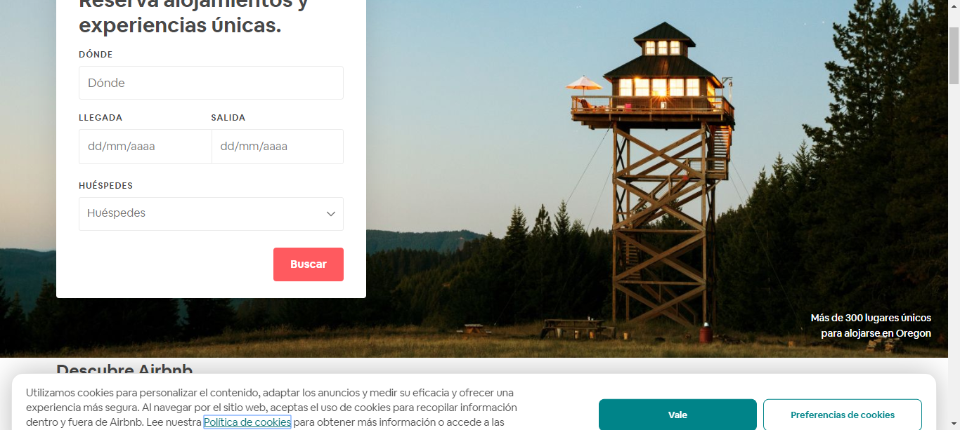 Reserva alojamientos y
experiencias únicas.
DÓNDE
Dónde
LLEGADA SALIDA
dd/mm/aaaa dd/mm/aaaa
HUÉSPEDES
Huéspedes
Buscar
Más de 300 lugares únicos
para alojarse en Oregon
Descubre Airbnb
Utilizamos cookies para personalizar el contenido, adaptar los anuncios y medir su eficacia y ofrecer una
experiencia más segura. Al navegar por el sitio web, aceptas el uso de cookies para recopilar información
dentro y fuera de Airbnb. Lee nuestra Política de cookies para obtener más información o accede a las
Vale
Preferencias de cookies